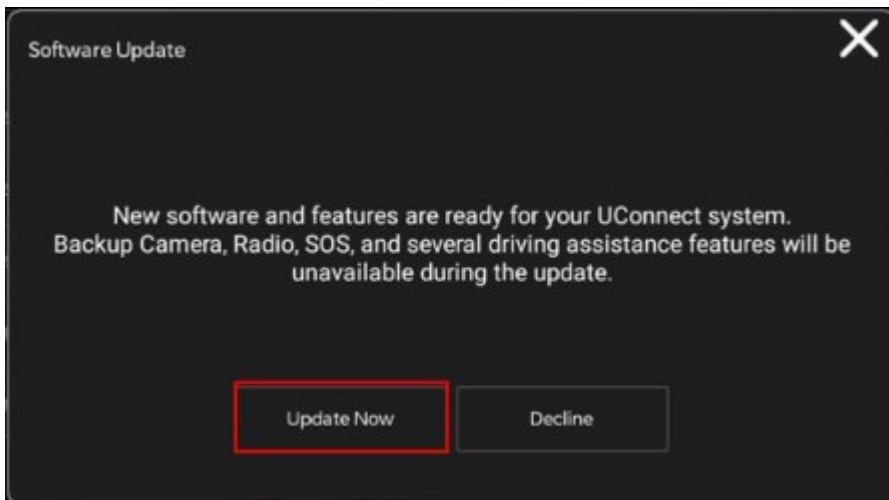 Software Update
New software and features are ready for your UConnect system.
Backup Camera, Radio, SOS, and several driving assistance features will be
unavailable during the update.
Update Now
Decline